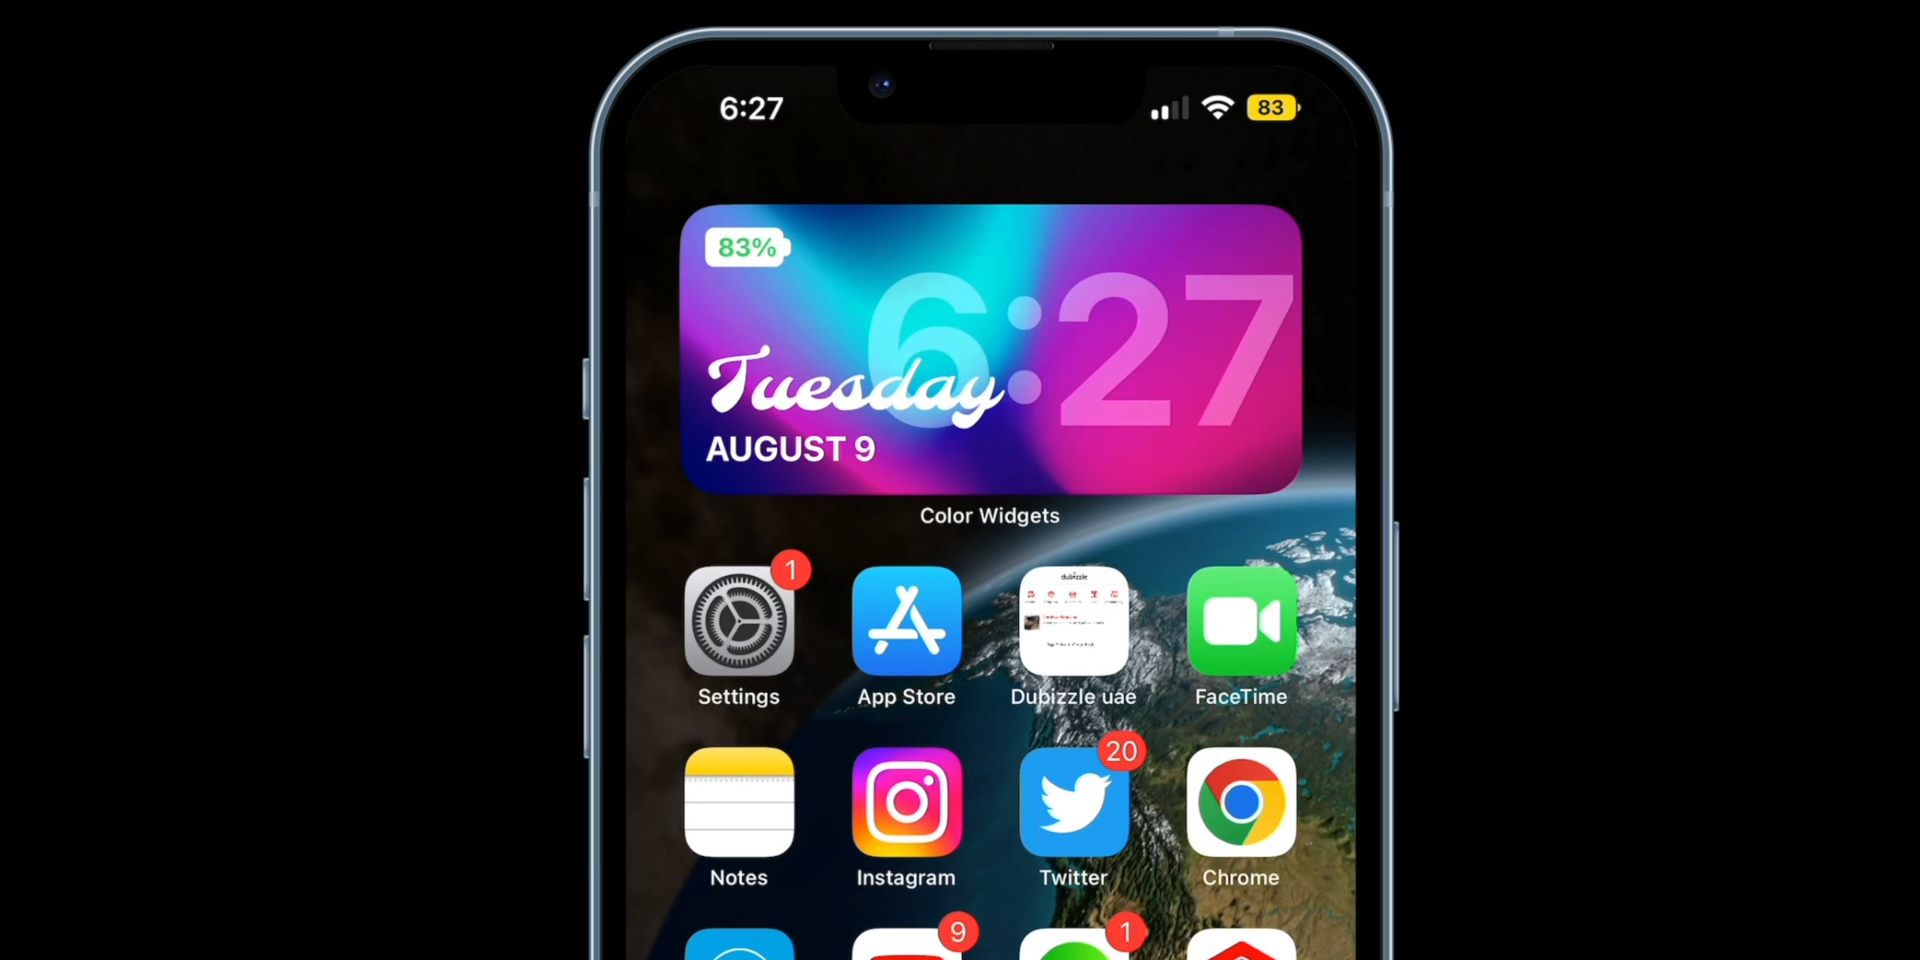 6:27
83
83%
6:27
Tuesday
AUGUST 9
Color Widgets
1
dubizzle
Settings
App Store
Dubizzle uae
FaceTime
20
Notes
Instagram
Twitter
Chrome
9
1